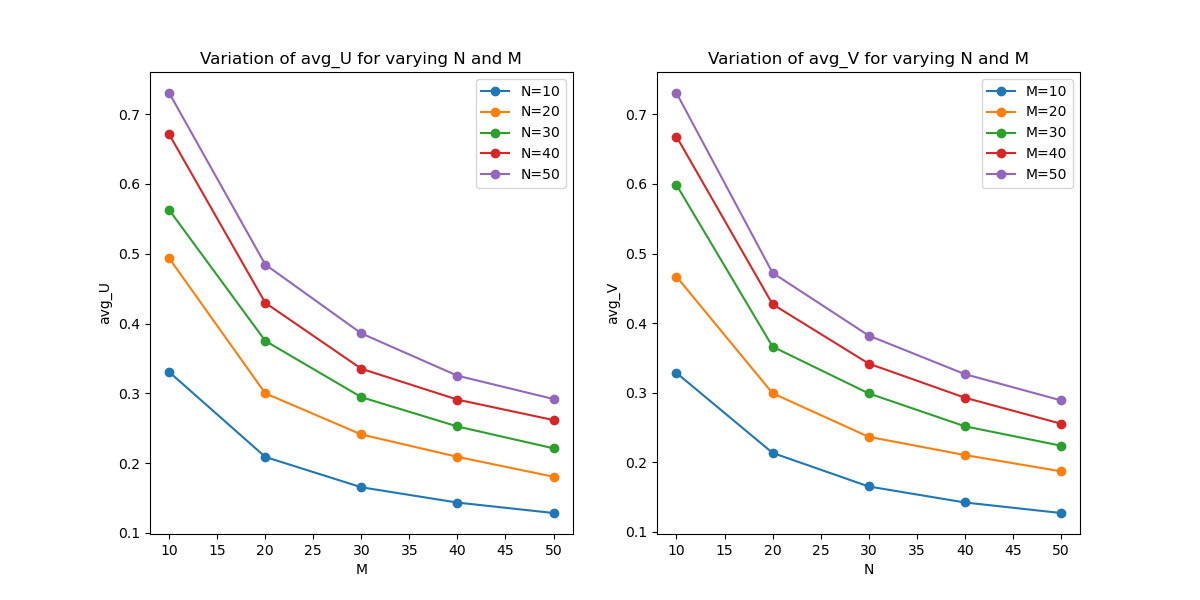 Variation of avg_U for varying N and M
avg_U
0.7
0.6
0.5
0.4
0.3
0.2
0.1
N=10
N=20
N=30
N=40
N=50
10 15 20 25 30 35 40 45 50
M
Variation of avg_V for varying N and M
avg_V
0.7
0.6
0.5
0.4
0.3
0.2
0.1
M=10
M=20
M=30
M=40
M=50
10 15 20 25 30 35 40 45 50
N